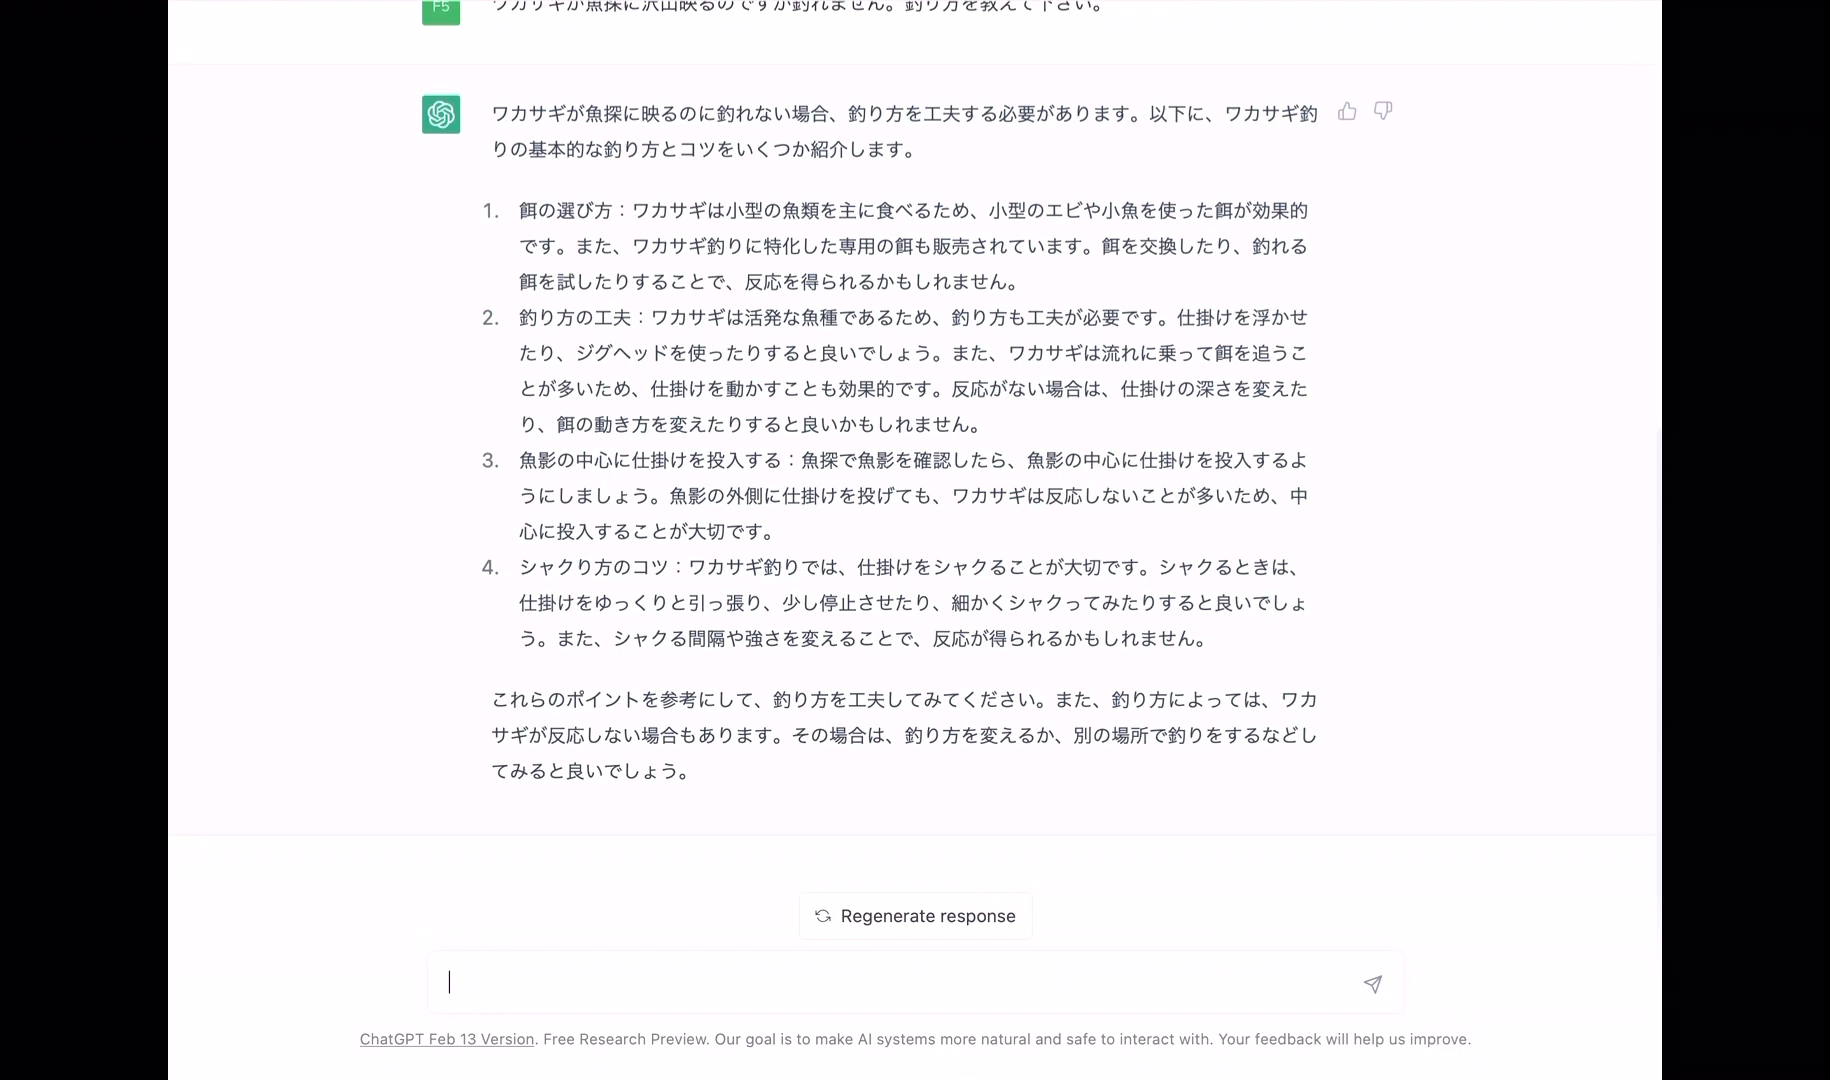 F5
ワカサギが魚探に沢山映るのですが釣れません。釣り方を教えて下さい。
ワカサギが魚探に映るのに釣れない場合、釣り方を工夫する必要があります。以下に、ワカサギ釣
りの基本的な釣り方とコツをいくつか紹介します。
1. 餌の選び方：ワカサギは小型の魚類を主に食べるため、小型のエビや小魚を使った餌が効果的
です。また、ワカサギ釣りに特化した専用の餌も販売されています。餌を交換したり、釣れる
餌を試したりすることで、反応を得られるかもしれません。
2. 釣り方の工夫：ワカサギは活発な魚種であるため、釣り方も工夫が必要です。仕掛けを浮かせ
たり、ジグヘッドを使ったりすると良いでしょう。また、ワカサギは流れに乗って餌を追うこ
とが多いため、仕掛けを動かすことも効果的です。反応がない場合は、仕掛けの深さを変えた
り、餌の動き方を変えたりすると良いかもしれません。
3. 魚影の中心に仕掛けを投入する：魚探で魚影を確認したら、魚影の中心に仕掛けを投入するよ
うにしましょう。魚影の外側に仕掛けを投げても、ワカサギは反応しないことが多いため、中
心に投入することが大切です。
4. シャクり方のコツ：ワカサギ釣りでは、仕掛けをシャクることが大切です。シャクるときは、
仕掛けをゆっくりと引っ張り、少し停止させたり、細かくシャクってみたりすると良いでしょ
う。また、シャクる間隔や強さを変えることで、反応が得られるかもしれません。
これらのポイントを参考にして、釣り方を工夫してみてください。また、釣り方によっては、ワカ
サギが反応しない場合もあります。その場合は、釣り方を変えるか、別の場所で釣りをするなどし
てみると良いでしょう。
Regenerate response
ChatGPT Feb 13 Version. Free Research Preview. Our goal is to make AI systems more natural and safe to interact with. Your feedback will help us improve.